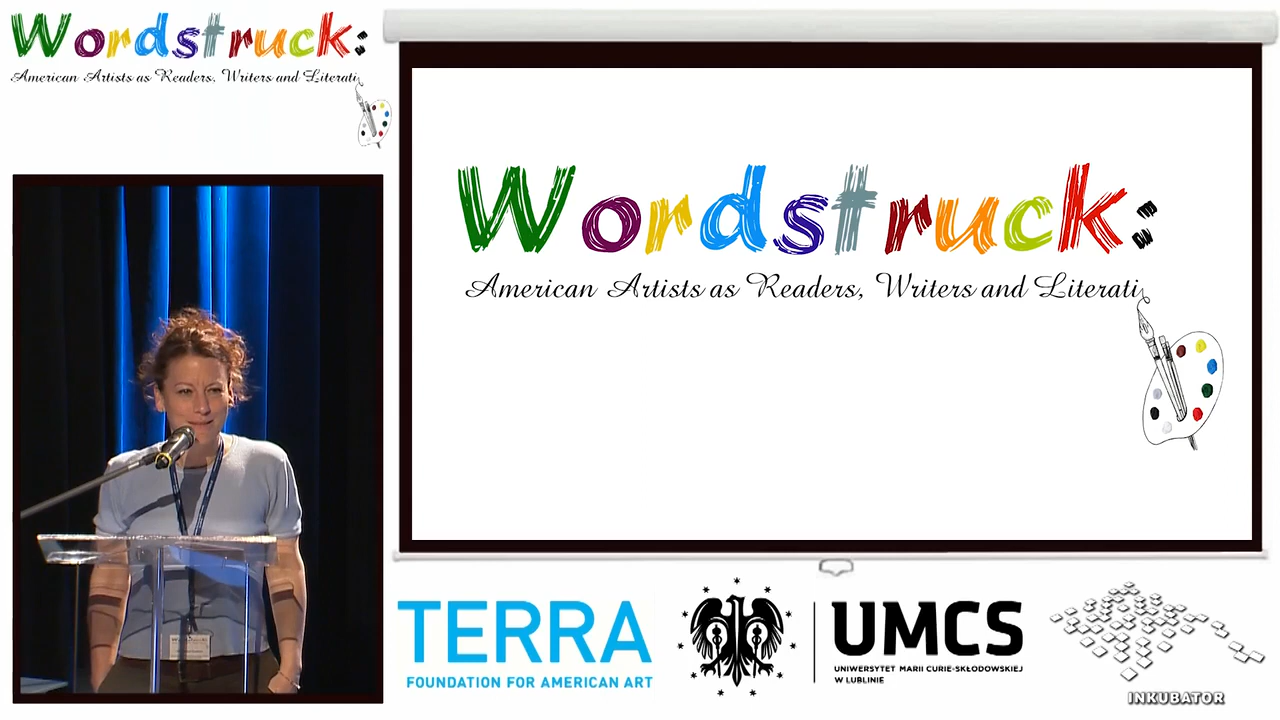 Wordstruck:
American Artists as Readers, Writers and Literati
Wordstruck:
American Artists as Readers, Writers and Literati
TERRA
FOUNDATION FOR AMERICAN ART
UMCS
UNIWERSYTET MARII CURIE-SKŁODOWSKIEJ
W LUBLINIE
INKUBATOR